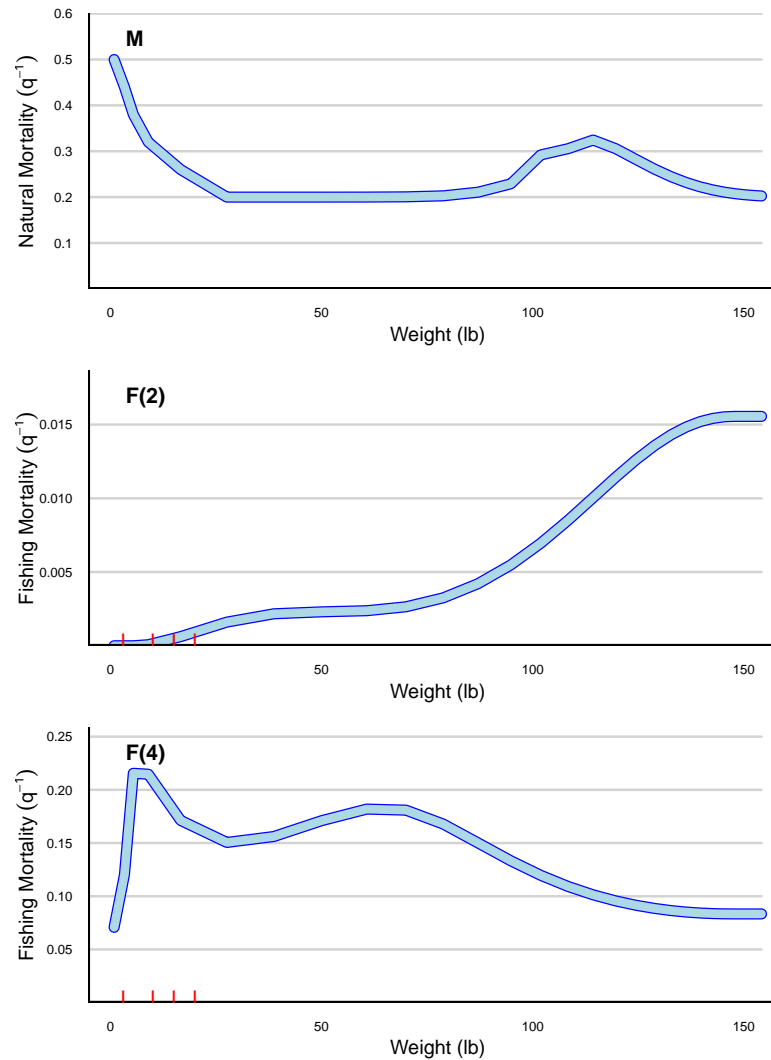 M
Natural Mortality (q⁻¹)
0.6
0.5
0.4
0.3
0.2
0.1
0 50 100 150
Weight (lb)
F(2)
Fishing Mortality (q⁻¹)
0.015
0.010
0.005
0 50 100 150
Weight (lb)
F(4)
Fishing Mortality (q⁻¹)
0.25
0.20
0.15
0.10
0.05
0 50 100 150
Weight (lb)